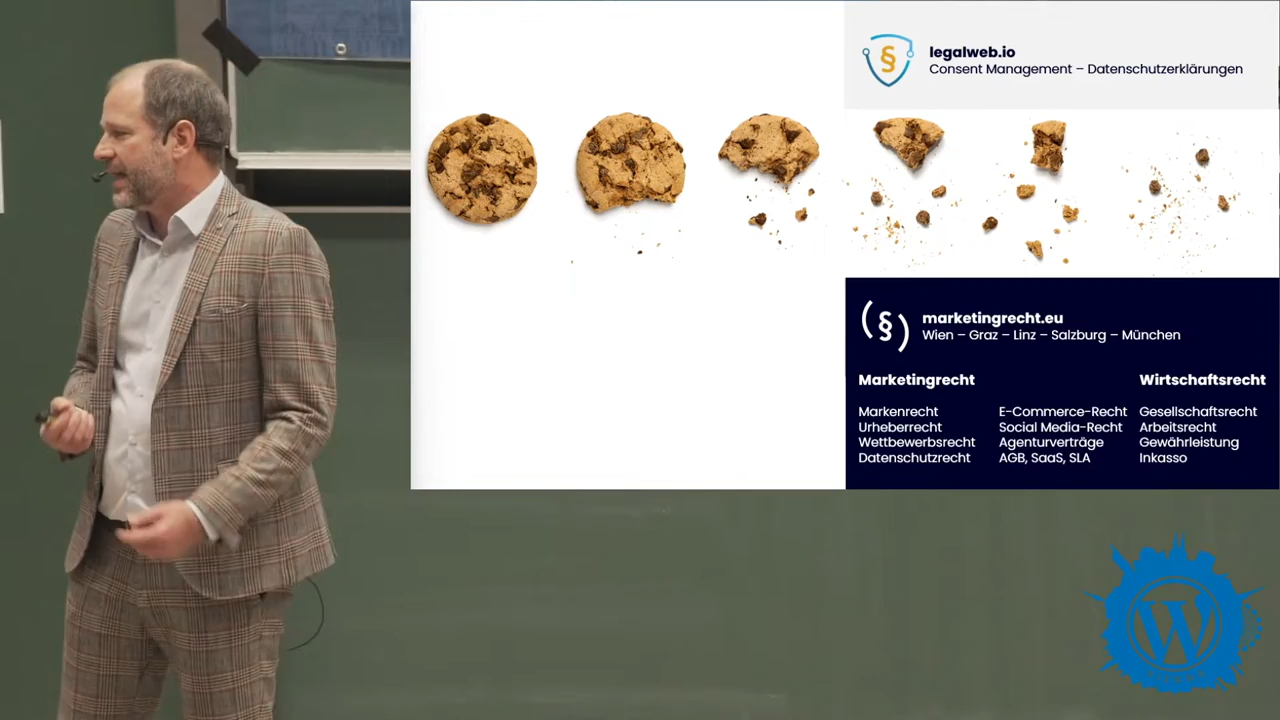 legalweb.io
Consent Management – Datenschutzerklärungen
marketingrecht.eu
Wien – Graz – Linz – Salzburg – München
Marketingrecht
Markenrecht
Urheberrecht
Wettbewerbsrecht
Datenschutzrecht
E-Commerce-Recht
Social Media-Recht
Agenturverträge
AGB, SaaS, SLA
Wirtschaftsrecht
Gesellschaftsrecht
Arbeitsrecht
Gewährleistung
Inkasso